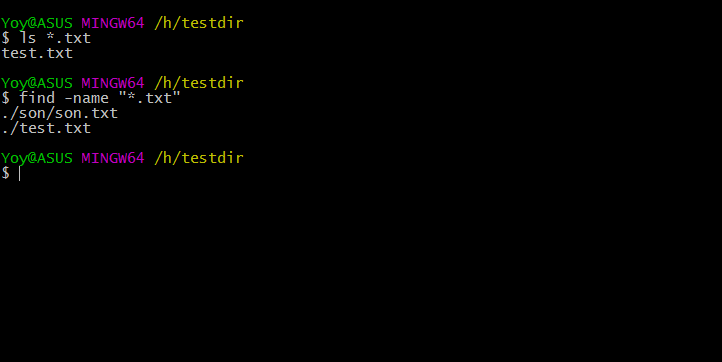 Yoy@ASUS MINGW64 /h/testdir
$ ls *.txt
test.txt
Yoy@ASUS MINGW64 /h/testdir
$ find -name "*.txt"
./son/son.txt
./test.txt
Yoy@ASUS MINGW64 /h/testdir
$